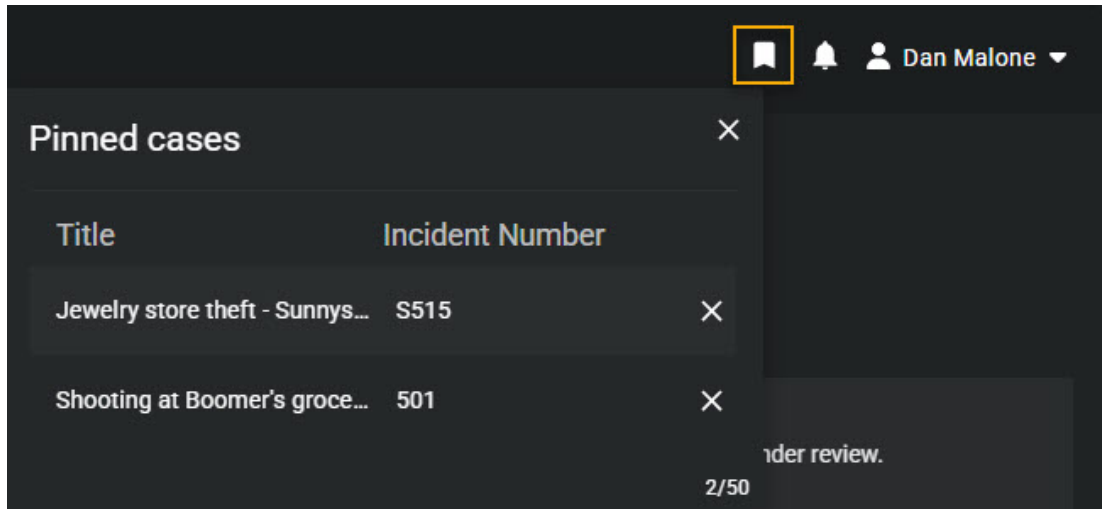 Dan Malone
Pinned cases
Title Incident Number
Jewelry store theft - Sunnys... S515
Shooting at Boomer's groce... 501
under review.
2/50